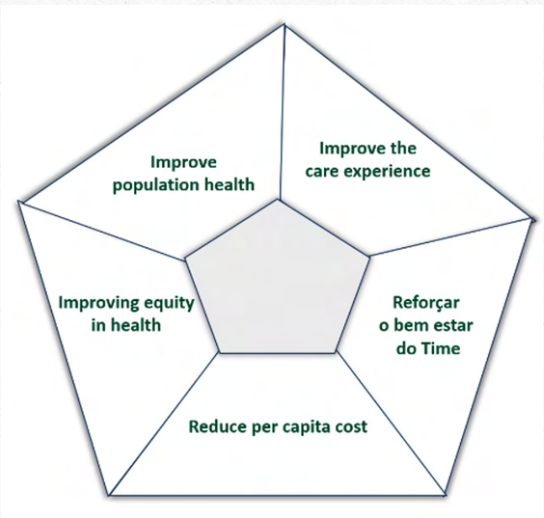 Improve
population health
Improve the
care experience
Improving equity
in health
Reforçar
o bem estar
do Time
Reduce per capita cost